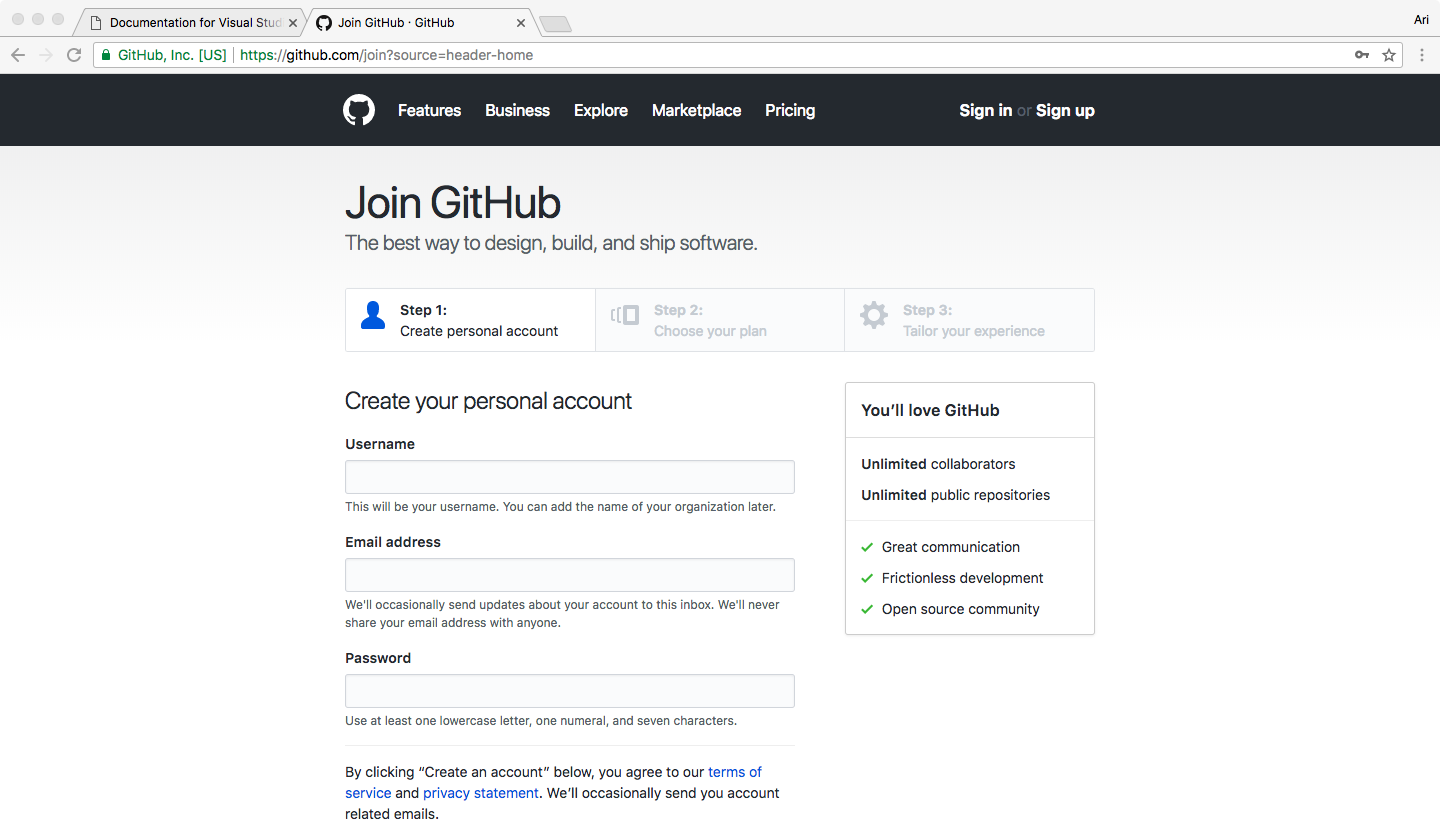 Documentation for Visual Stud
Join GitHub · GitHub
Ari
GitHub, Inc. [US] https://github.com/join?source=header-home
Features Business Explore Marketplace Pricing Sign in or Sign up
Join GitHub
The best way to design, build, and ship software.
Step 1:
Create personal account
Step 2:
Choose your plan
Step 3:
Tailor your experience
Create your personal account
Username
This will be your username. You can add the name of your organization later.
Email address
We'll occasionally send updates about your account to this inbox. We'll never
share your email address with anyone.
Password
Use at least one lowercase letter, one numeral, and seven characters.
By clicking “Create an account” below, you agree to our terms of
service and privacy statement. We’ll occasionally send you account
related emails.
You’ll love GitHub
Unlimited collaborators
Unlimited public repositories
Great communication
Frictionless development
Open source community